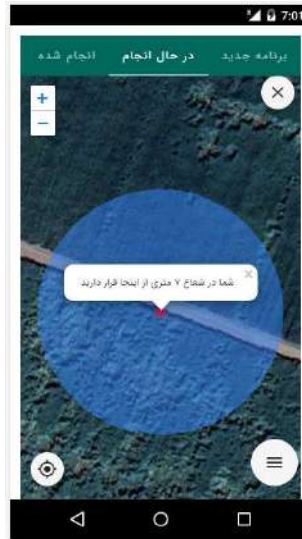 7:01
برنامه جدید
در حال انجام
انجام شده
+
−
شما در شعاع ۷ متری از اینجا قرار دارید